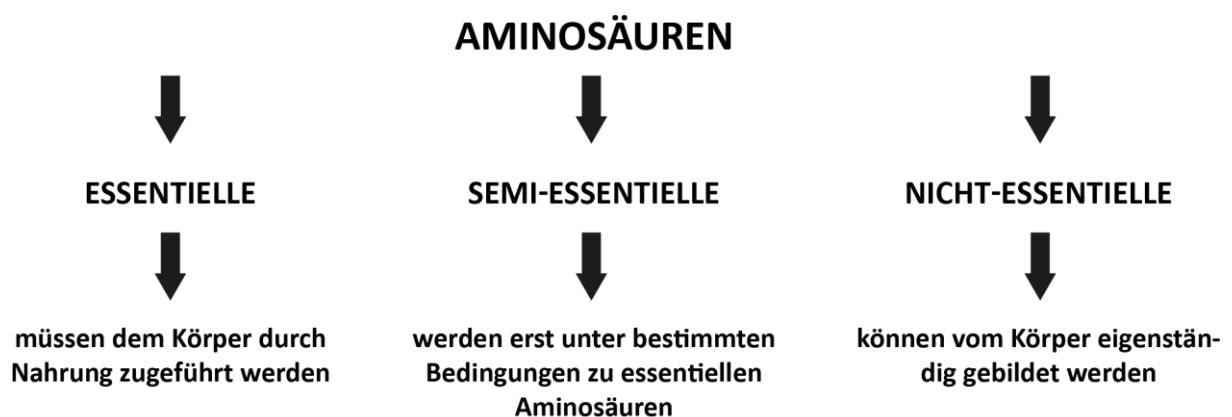 AMINOSÄUREN
ESSENTIELLE
SEMI-ESSENTIELLE
NICHT-ESSENTIELLE
müssen dem Körper durch
Nahrung zugeführt werden
werden erst unter bestimmten
Bedingungen zu essentiellen
Aminosäuren
können vom Körper eigenstän-
dig gebildet werden